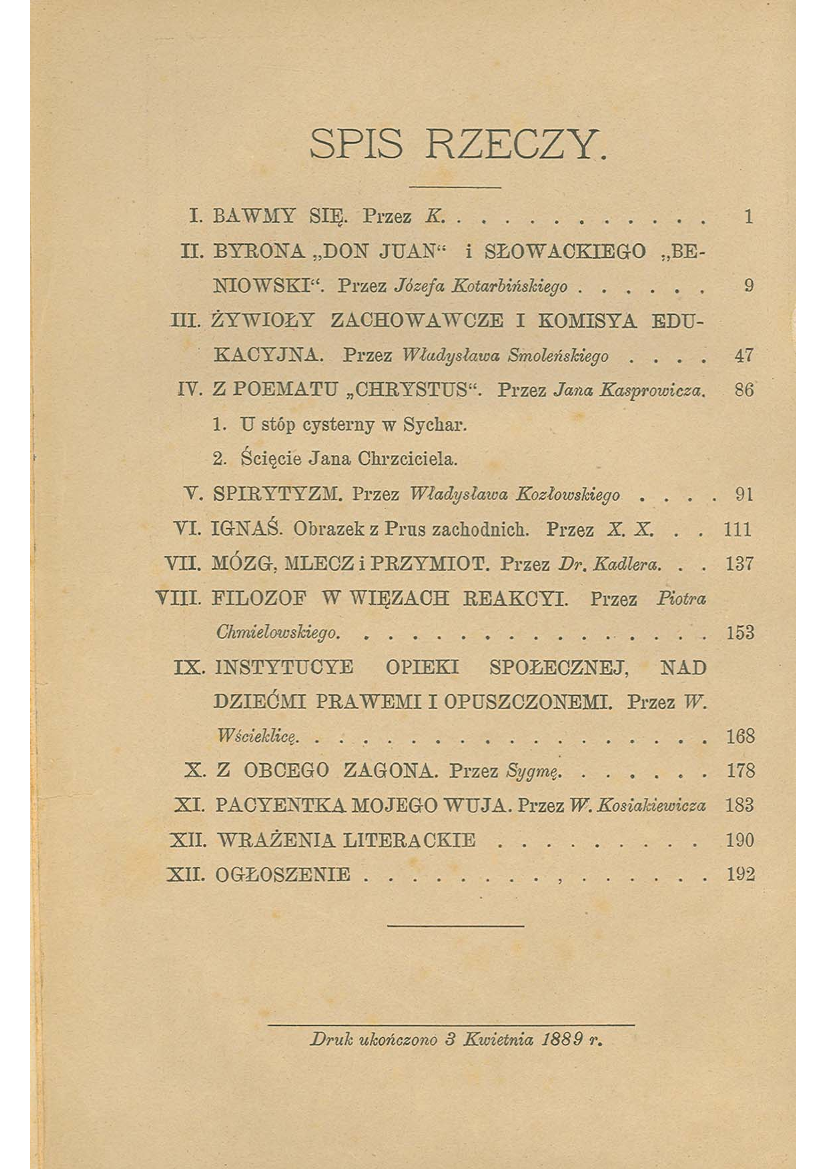 SPIS RZECZY.
I. BAWMY SIĘ. Przez K. . . . . . . . . . . . 1
II. BYRONA „DON JUAN“ i SŁOWACKIEGO „BE-
NIOWSKI“. Przez Józefa Kotarbińskiego . . . . . . 9
III. ŻYWIOŁY ZACHOWAWCZE I KOMISYA EDU-
KACYJNA. Przez Władysława Smoleńskiego . . . . 47
IV. Z POEMATU „CHRYSTUS“. Przez Jana Kasprowicza. 86
1. U stóp cysterny w Sychar.
2. Ścięcie Jana Chrzciciela.
V. SPIRYTYZM. Przez Władysława Kozłowskiego . . . . 91
VI. IGNAŚ. Obrazek z Prus zachodnich. Przez X. X. . . 111
VII. MÓZG, MLECZ i PRZYMIOT. Przez Dr. Kadlera. . . 137
VIII. FILOZOF W WIĘZACH REAKCYI. Przez Piotra
Chmielowskiego. . . . . . . . . . . . . . . . 153
IX. INSTYTUCYE OPIEKI SPOŁECZNEJ, NAD
DZIEĆMI PRAWEMI I OPUSZCZONEMI. Przez W.
Wścieklicę. . . . . . . . . . . . . . . . . . 168
X. Z OBCEGO ZAGONA. Przez Sygmę. . . . . . . 178
XI. PACYENTKA MOJEGO WUJA. Przez W. Kosiakiewicza 183
XII. WRAŻENIA LITERACKIE . . . . . . . . . 190
XII. OGŁOSZENIE . . . . . . . . , . . . . . . 192
Druk ukończono 3 Kwietnia 1889 r.